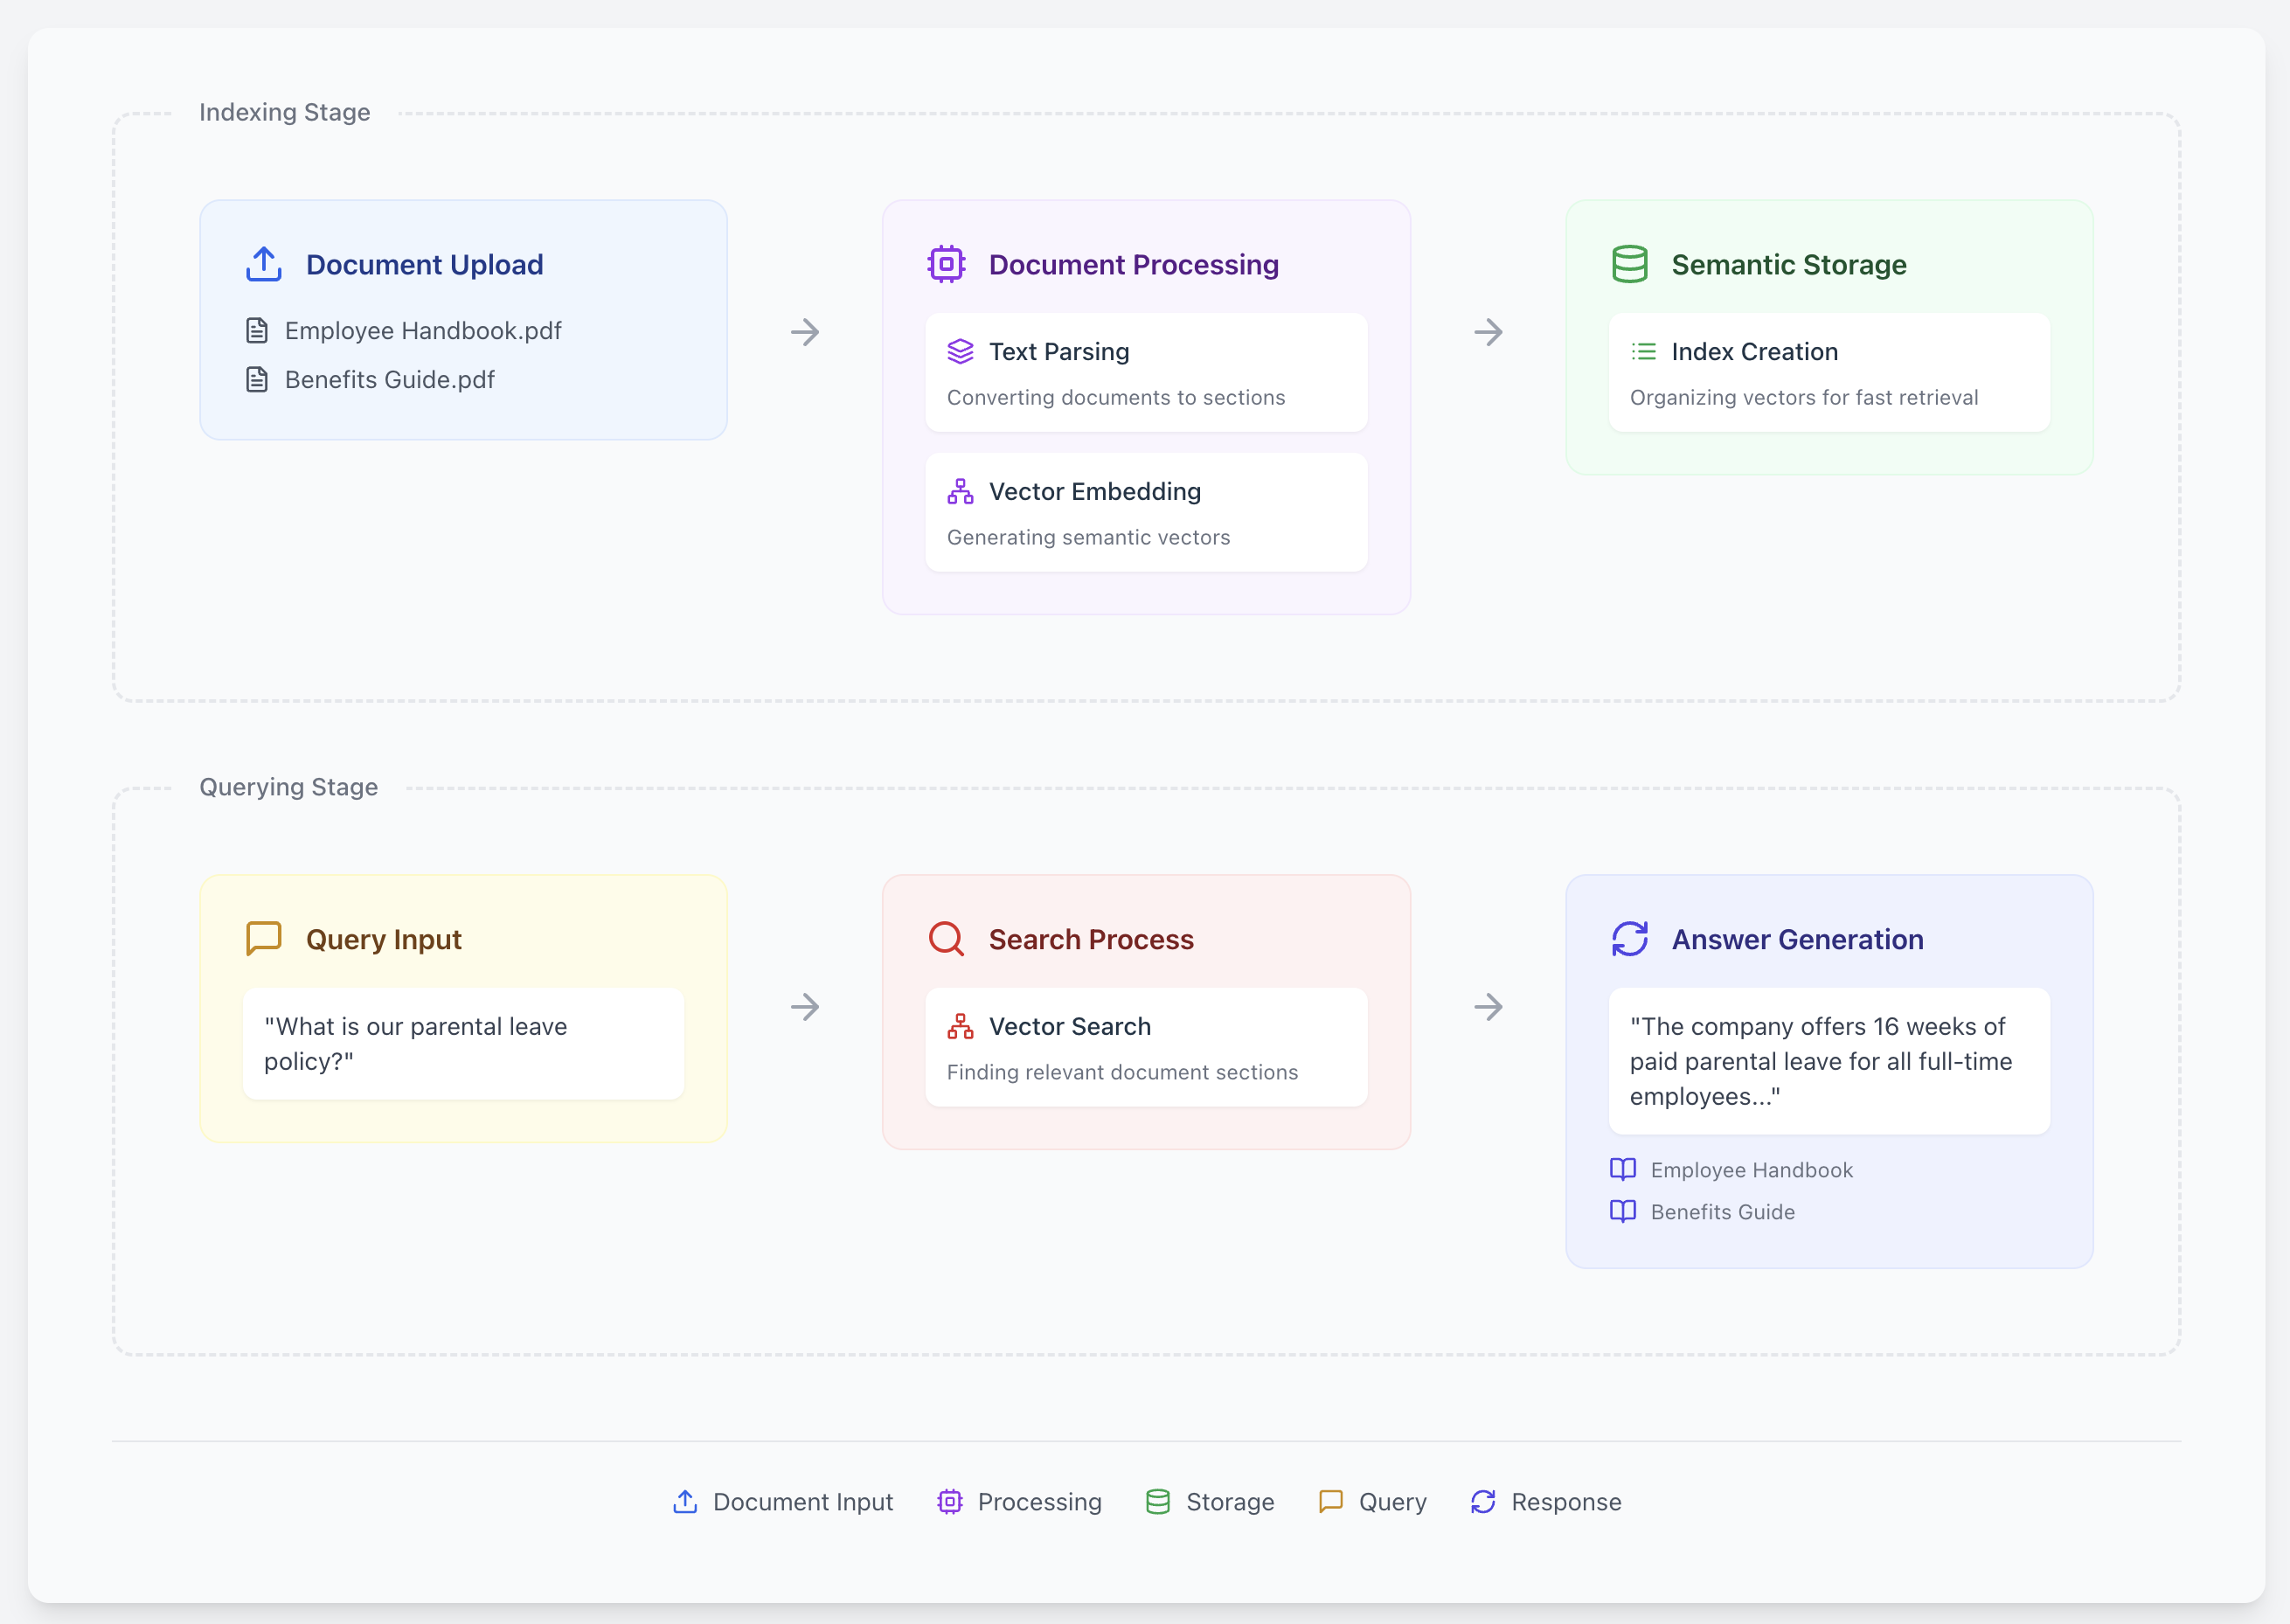 Indexing Stage
Document Upload
Employee Handbook.pdf
Benefits Guide.pdf
Document Processing
Text Parsing
Converting documents to sections
Vector Embedding
Generating semantic vectors
Semantic Storage
Index Creation
Organizing vectors for fast retrieval
Querying Stage
Query Input
"What is our parental leave
policy?"
Search Process
Vector Search
Finding relevant document sections
Answer Generation
"The company offers 16 weeks of
paid parental leave for all full-time
employees..."
Employee Handbook
Benefits Guide
Document Input
Processing
Storage
Query
Response